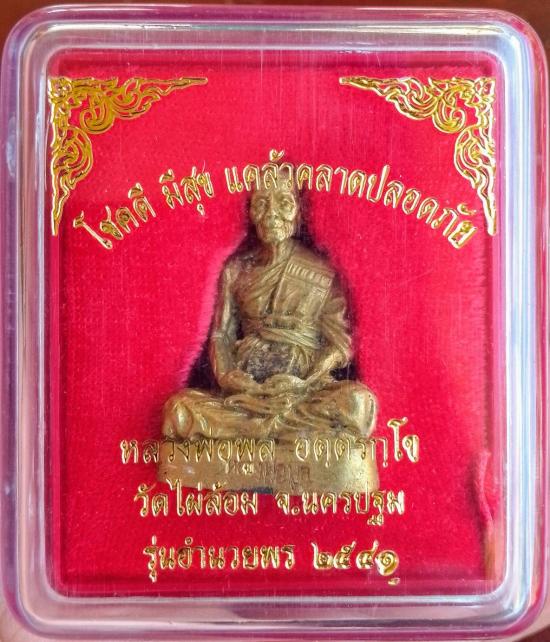 โชคดี มีสุข แคล้วคลาดปลอดภัย
หลวงพ่อพูล อตฺตรกฺโข
วัดไผ่ล้อม จ.นครปฐม
รุ่นอำนวยพร ๒๕๔๑